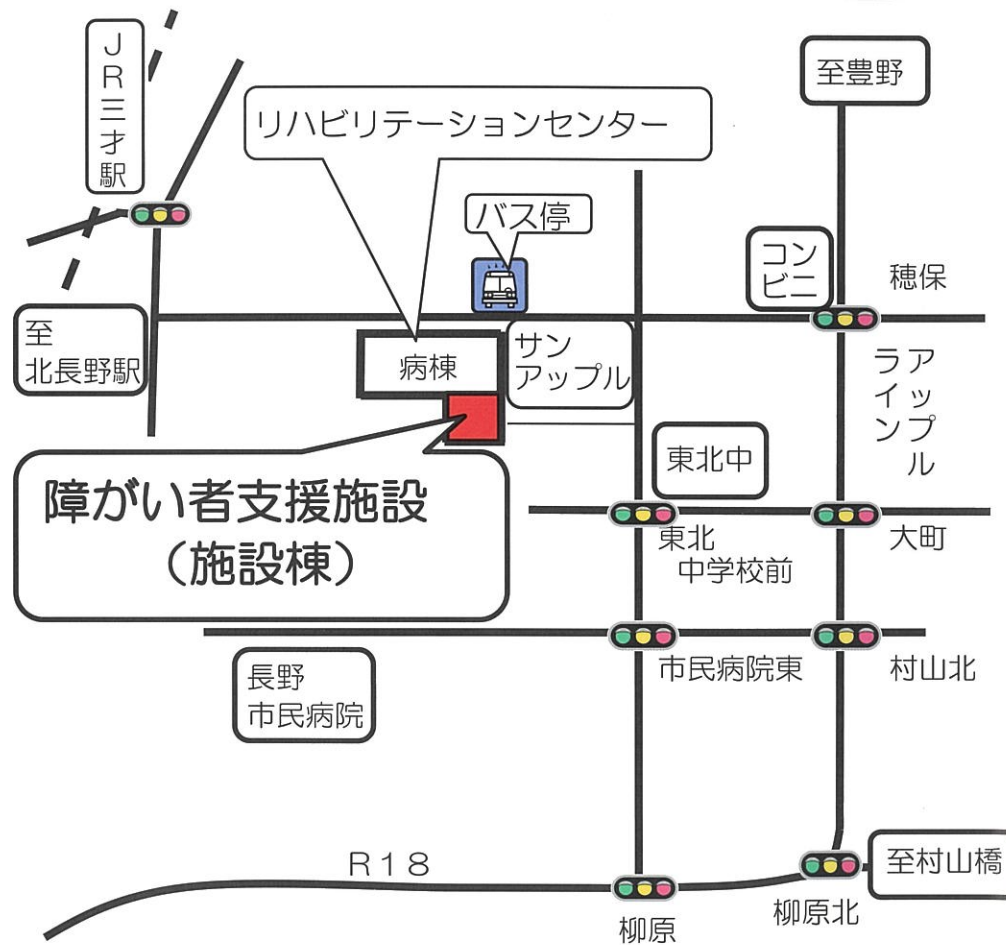 JR三才駅
至豊野
リハビリテーションセンター
バス停
コン
ビニ
穂保
至
北長野駅
病棟
サン
アップル
アップル
ライン
障がい者支援施設
(施設棟)
東北中
東北
中学校前
大町
長野
市民病院
市民病院東
村山北
R18
至村山橋
柳原
柳原北